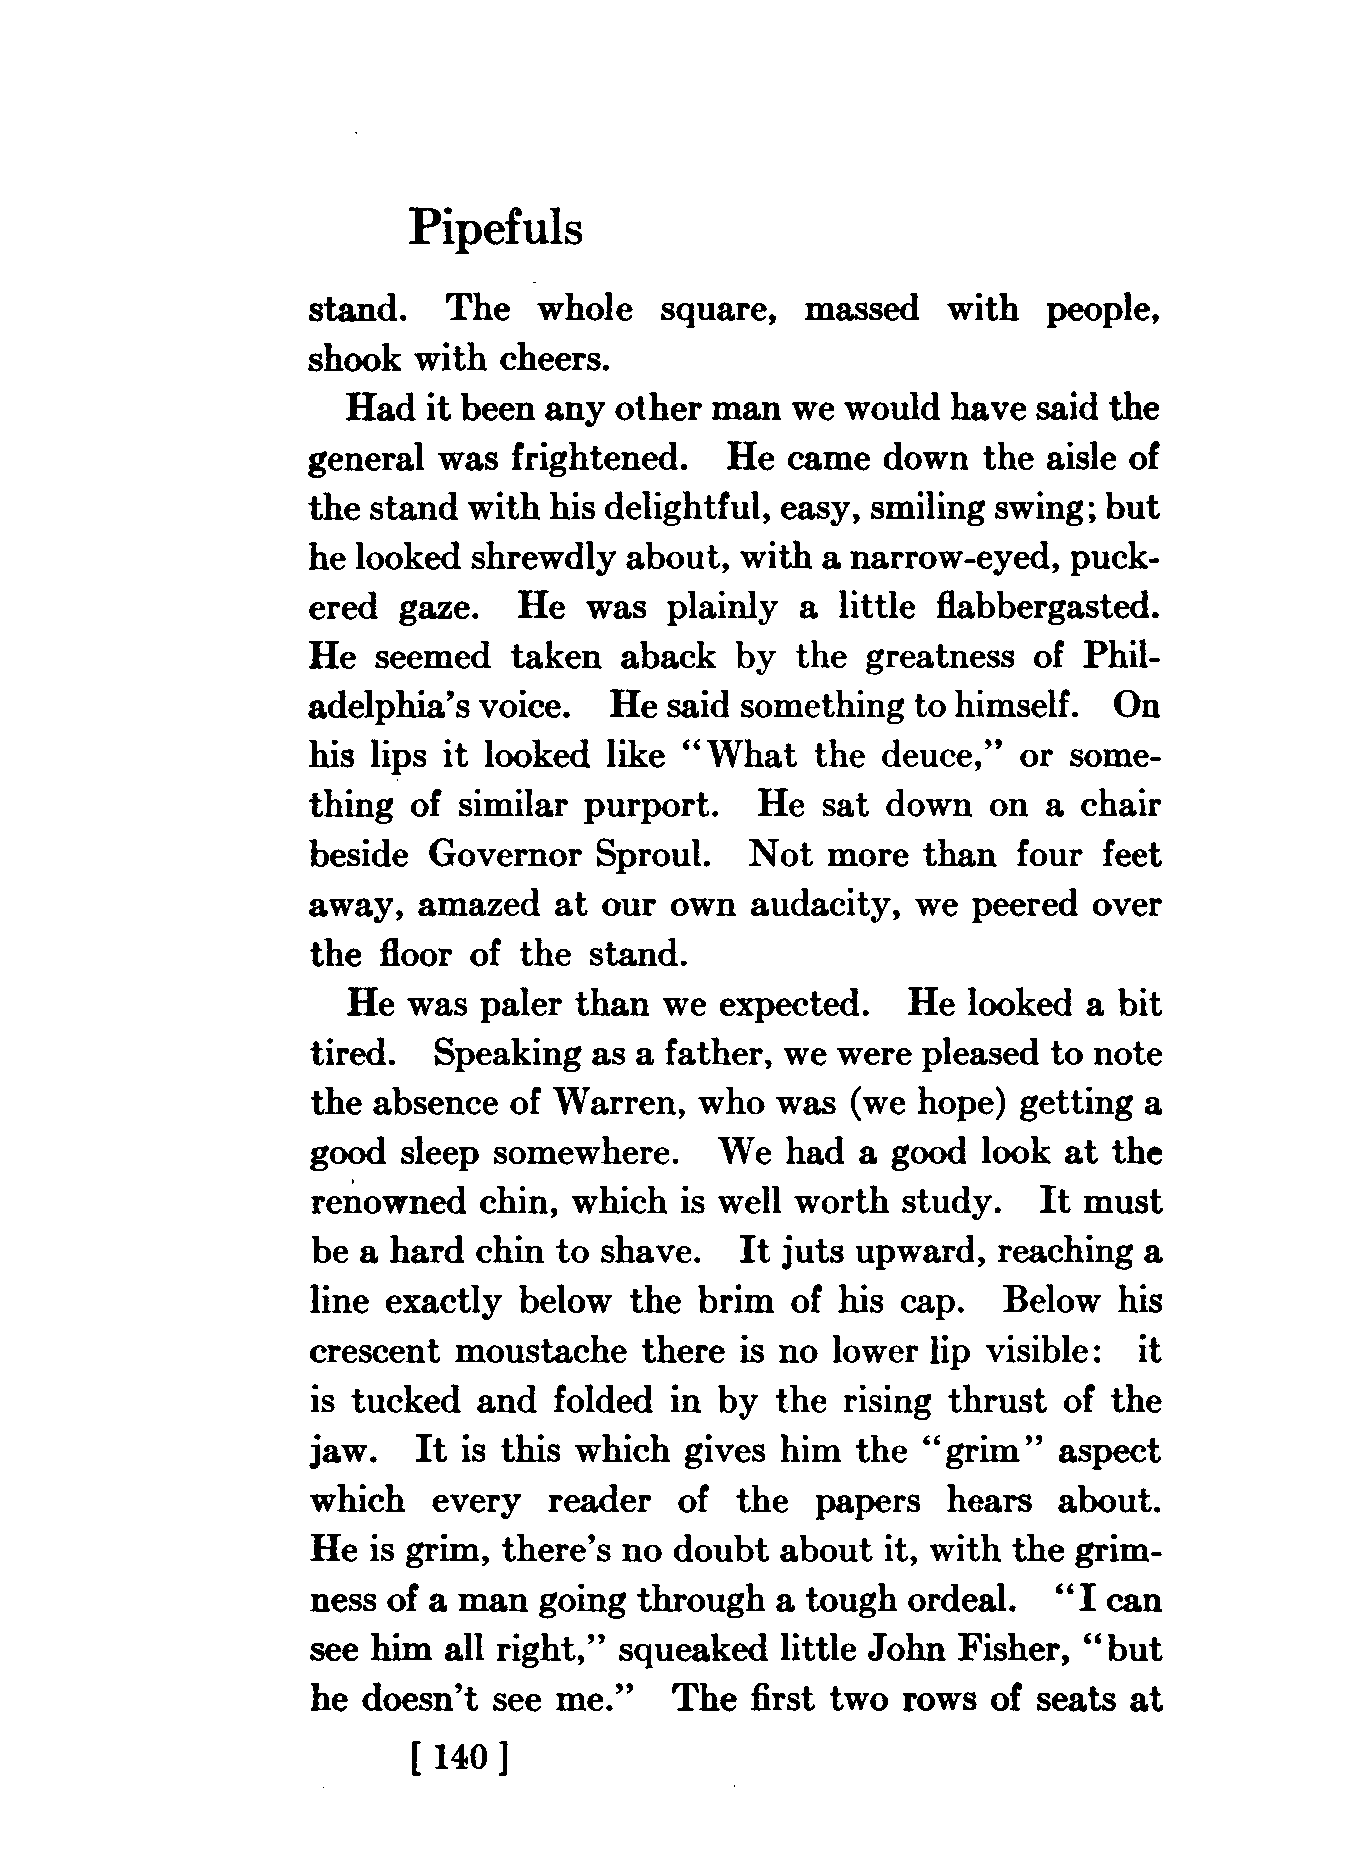 Pipefuls
stand. The whole square, massed with people,
shook with cheers.
Had it been any other man we would have said the
general was frightened. He came down the aisle of
the stand with his delightful, easy, smiling swing; but
he looked shrewdly about, with a narrow-eyed, puck-
ered gaze. He was plainly a little flabbergasted.
He seemed taken aback by the greatness of Phil-
adelphia's voice. He said something to himself. On
his lips it looked like "What the deuce," or some-
thing of similar purport. He sat down on a chair
beside Governor Sproul. Not more than four feet
away, amazed at our own audacity, we peered over
the floor of the stand.
He was paler than we expected. He looked a bit
tired. Speaking as a father, we were pleased to note
the absence of Warren, who was (we hope) getting a
good sleep somewhere. We had a good look at the
renowned chin, which is well worth study. It must
be a hard chin to shave. It juts upward, reaching a
line exactly below the brim of his cap. Below his
crescent moustache there is no lower lip visible: it
is tucked and folded in by the rising thrust of the
jaw. It is this which gives him the "grim" aspect
which every reader of the papers hears about.
He is grim, there's no doubt about it, with the grim-
ness of a man going through a tough ordeal. "I can
see him all right," squeaked little John Fisher, "but
he doesn't see me." The first two rows of seats at
[ 140 ]